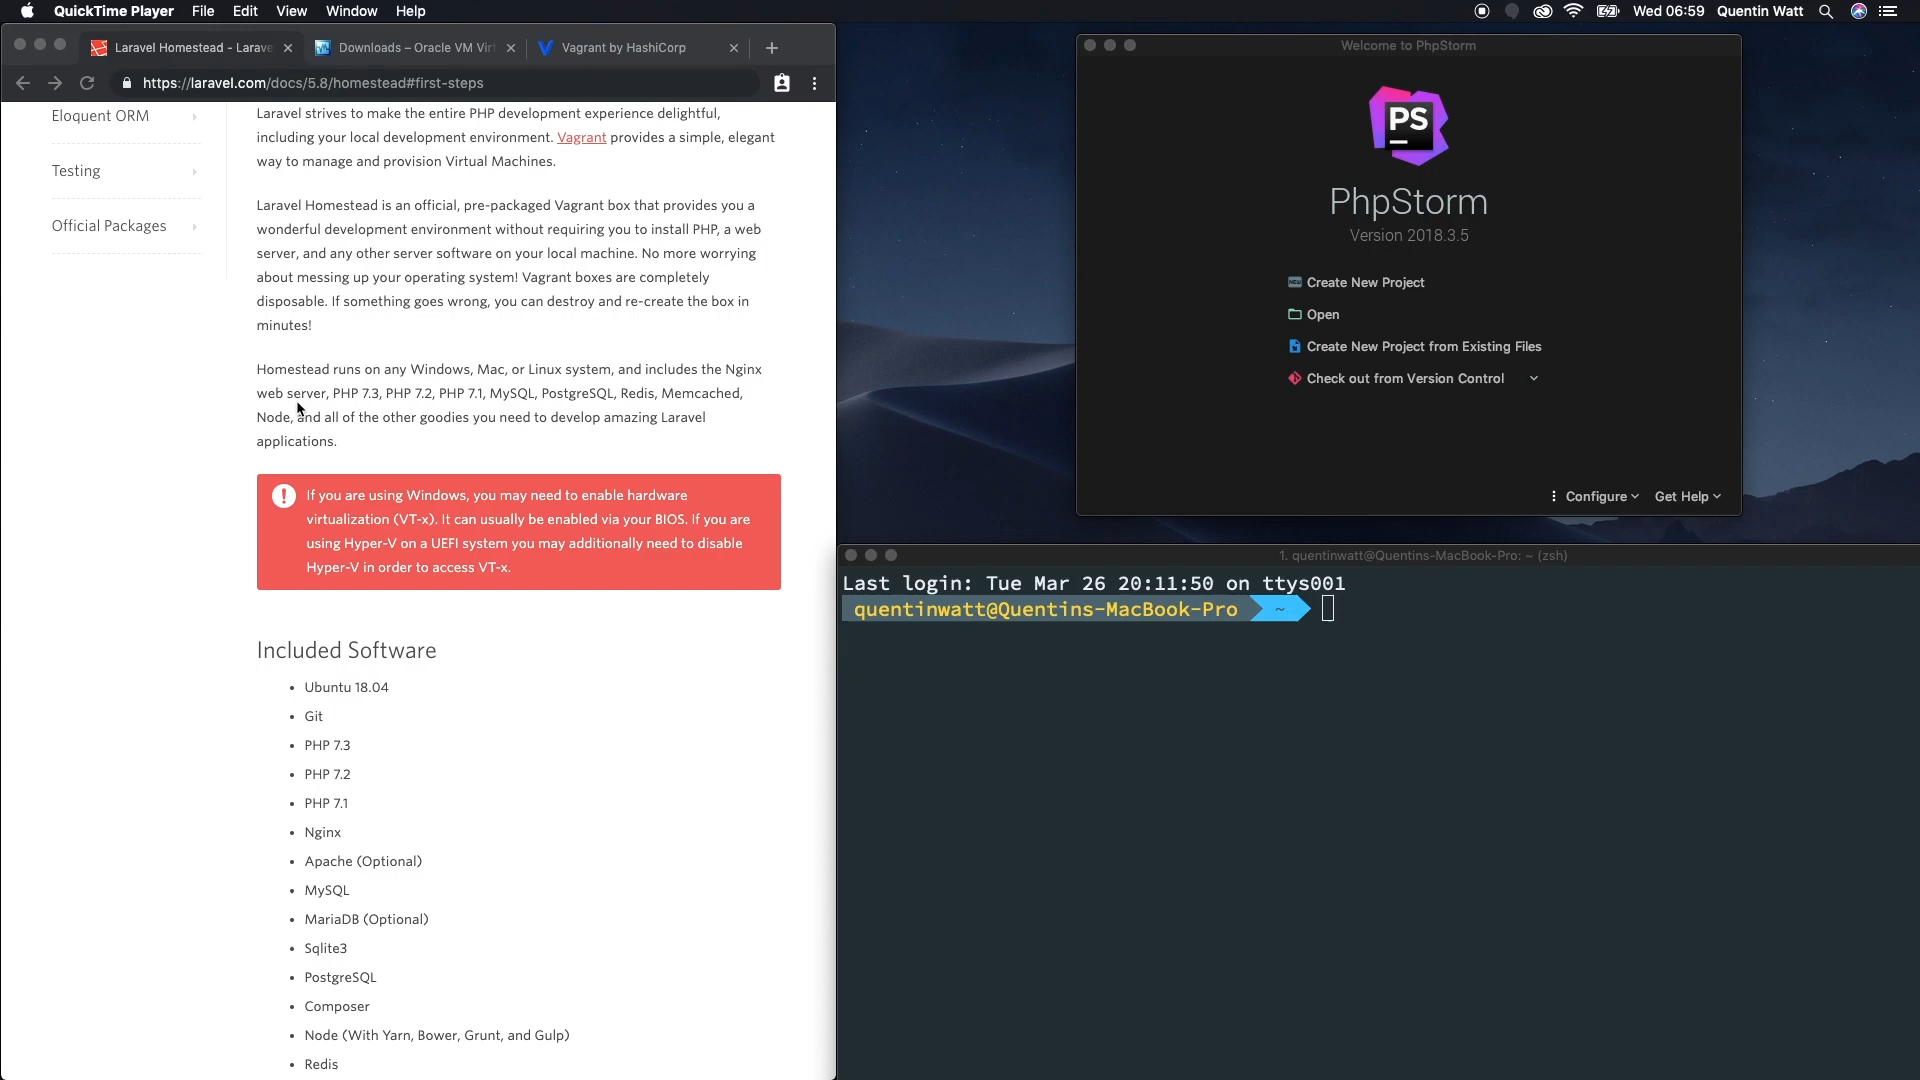 QuickTime Player File Edit View Window Help
Wed 06:59 Quentin Watt
Laravel Homestead - Larave
Downloads – Oracle VM Vir
Vagrant by HashiCorp
https://laravel.com/docs/5.8/homestead#first-steps
Eloquent ORM
Testing
Official Packages
Laravel strives to make the entire PHP development experience delightful,
including your local development environment. Vagrant provides a simple, elegant
way to manage and provision Virtual Machines.
Laravel Homestead is an official, pre-packaged Vagrant box that provides you a
wonderful development environment without requiring you to install PHP, a web
server, and any other server software on your local machine. No more worrying
about messing up your operating system! Vagrant boxes are completely
disposable. If something goes wrong, you can destroy and re-create the box in
minutes!
Homestead runs on any Windows, Mac, or Linux system, and includes the Nginx
web server, PHP 7.3, PHP 7.2, PHP 7.1, MySQL, PostgreSQL, Redis, Memcached,
Node, and all of the other goodies you need to develop amazing Laravel
applications.
If you are using Windows, you may need to enable hardware
virtualization (VT-x). It can usually be enabled via your BIOS. If you are
using Hyper-V on a UEFI system you may additionally need to disable
Hyper-V in order to access VT-x.
Included Software
• Ubuntu 18.04
• Git
• PHP 7.3
• PHP 7.2
• PHP 7.1
• Nginx
• Apache (Optional)
• MySQL
• MariaDB (Optional)
• Sqlite3
• PostgreSQL
• Composer
• Node (With Yarn, Bower, Grunt, and Gulp)
• Redis
Welcome to PhpStorm
PS
PhpStorm
Version 2018.3.5
Create New Project
Open
Create New Project from Existing Files
Check out from Version Control
Configure Get Help
1. quentinwatt@Quentins-MacBook-Pro: ~ (zsh)
Last login: Tue Mar 26 20:11:50 on ttys001
quentinwatt@Quentins-MacBook-Pro ~